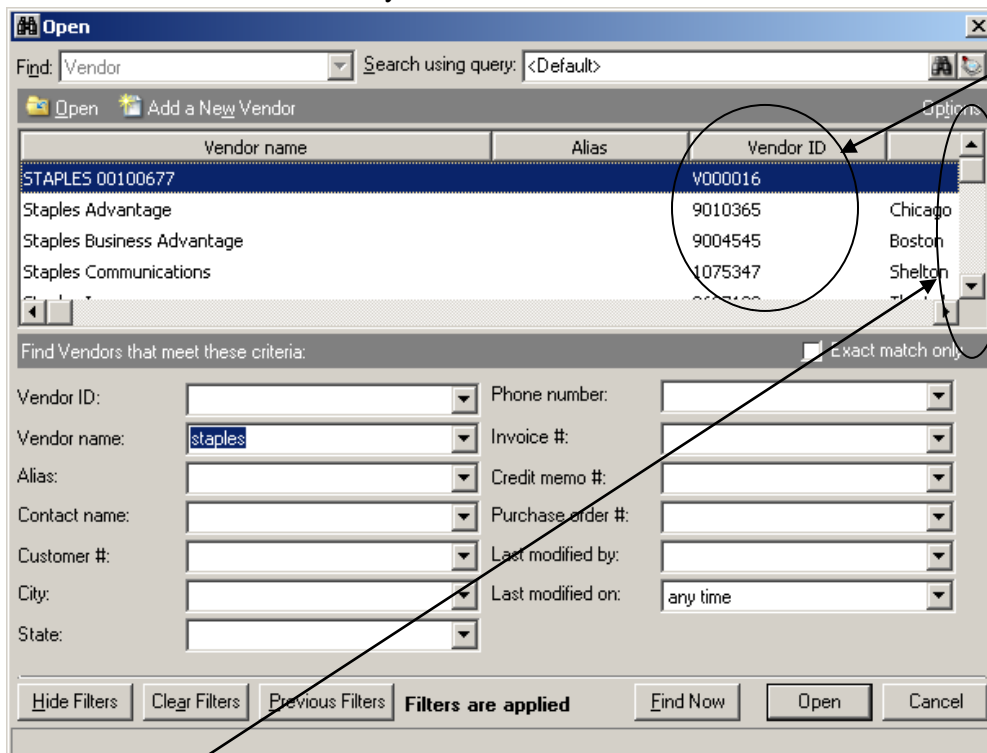 Open
Find: Vendor Search using query: <Default>
Open Add a New Vendor Options
Vendor name Alias Vendor ID
STAPLES 00100677 V000016
Staples Advantage 9010365 Chicago
Staples Business Advantage 9004545 Boston
Staples Communications 1075347 Shelton
Find Vendors that meet these criteria: Exact match only
Vendor ID: Phone number:
Vendor name: staples Invoice #:
Alias: Credit memo #:
Contact name: Purchase order #:
Customer #: Last modified by:
City: Last modified on: any time
State:
Hide Filters Clear Filters Previous Filters Filters are applied Find Now Open Cancel